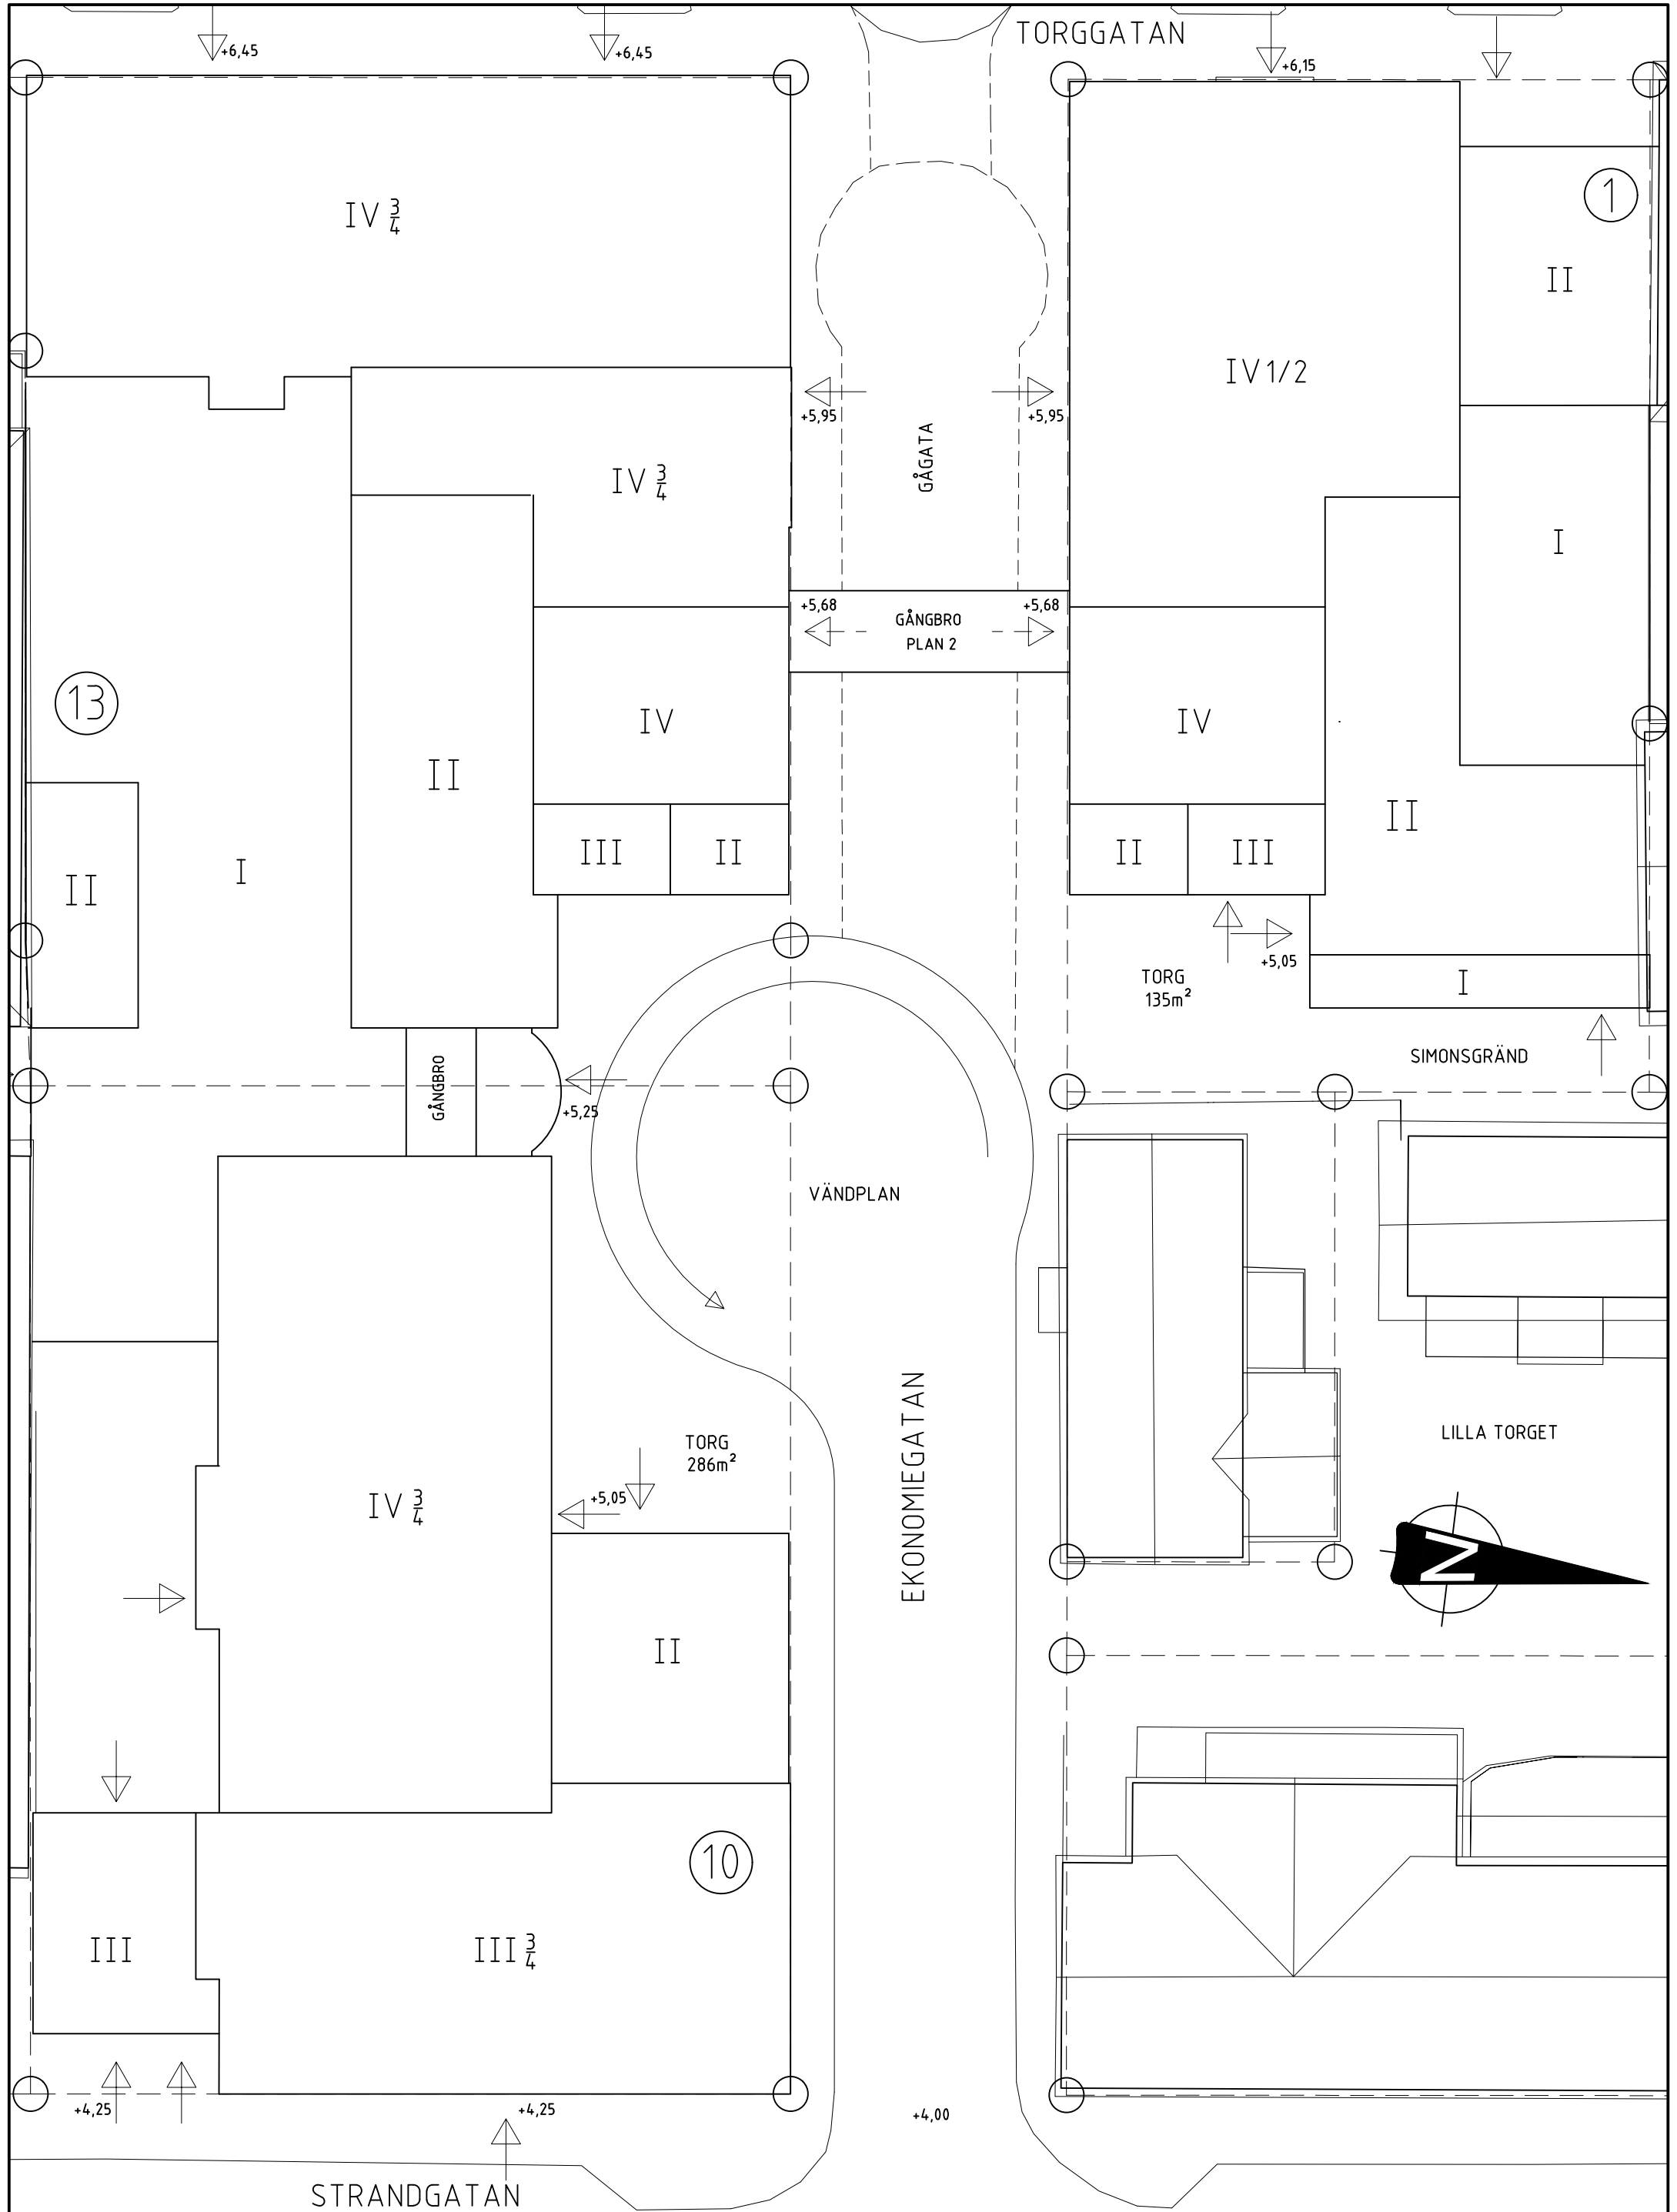 TORGGATAN
+6,45
+6,45
+6,15
IV 3/4
1
II
IV 1/2
+5,95
+5,95
GÅGATA
IV 3/4
I
+5,68
+5,68
GÅNGBRO
PLAN 2
13
IV
IV
II
II
II
I
III
II
II
III
+5,05
TORG
135m²
I
SIMONSGRÄND
GÅNGBRO
+5,25
VÄNDPLAN
EKONOMIEGATAN
LILLA TORGET
TORG
286m²
+5,05
IV 3/4
N
II
10
III
III 3/4
+4,25
+4,25
+4,00
STRANDGATAN